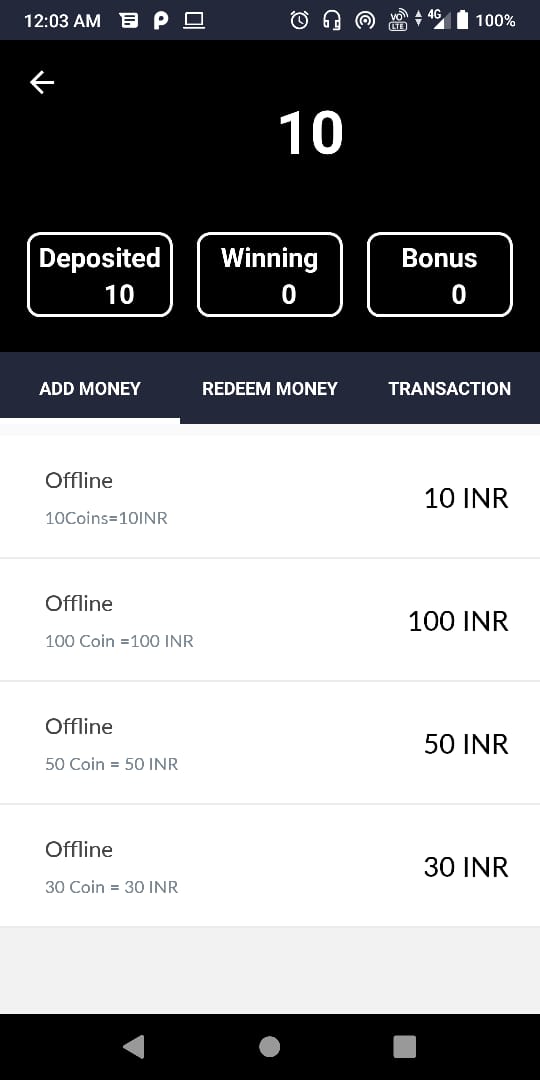 12:03 AM VO LTE 4G 100%
10
Deposited Winning Bonus
10 0 0
ADD MONEY REDEEM MONEY TRANSACTION
Offline
10 INR
10Coins=10INR
Offline
100 INR
100 Coin =100 INR
Offline
50 INR
50 Coin = 50 INR
Offline
30 INR
30 Coin = 30 INR